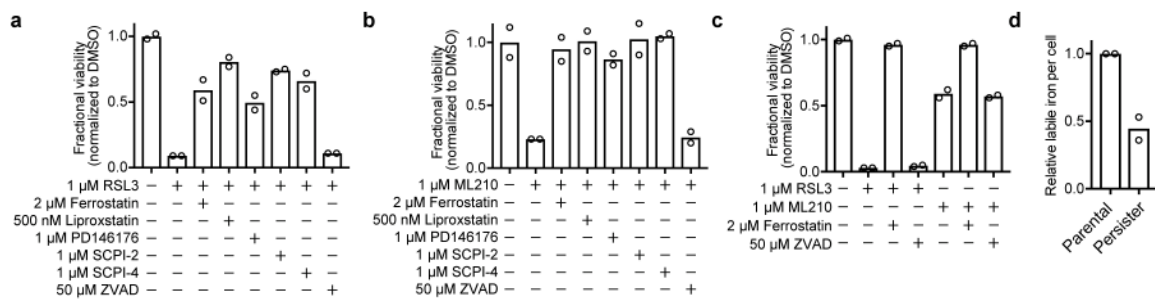 a
Fractional viability
(normalized to DMSO)
1.0
0.5
0.0
1 µM RSL3 − + + + + + + +
2 µM Ferrostatin − − + − − − − −
500 nM Liproxstatin − − − + − − − −
1 µM PD146176 − − − − + − − −
1 µM SCPI-2 − − − − − + − −
1 µM SCPI-4 − − − − − − + −
50 µM ZVAD − − − − − − − +
b
Fractional viability
(normalized to DMSO)
1.0
0.5
0.0
1 µM ML210 − + + + + + + +
2 µM Ferrostatin − − + − − − − −
500 nM Liproxstatin − − − + − − − −
1 µM PD146176 − − − − + − − −
1 µM SCPI-2 − − − − − + − −
1 µM SCPI-4 − − − − − − + −
50 µM ZVAD − − − − − − − +
c
Fractional viability
(normalized to DMSO)
1.0
0.5
0.0
1 µM RSL3 − + + + − − −
1 µM ML210 − − − − + + +
2 µM Ferrostatin − − + − − + −
50 µM ZVAD − − − + − − +
d
Relative labile iron per cell
1.0
0.5
0.0
Parental
Persister